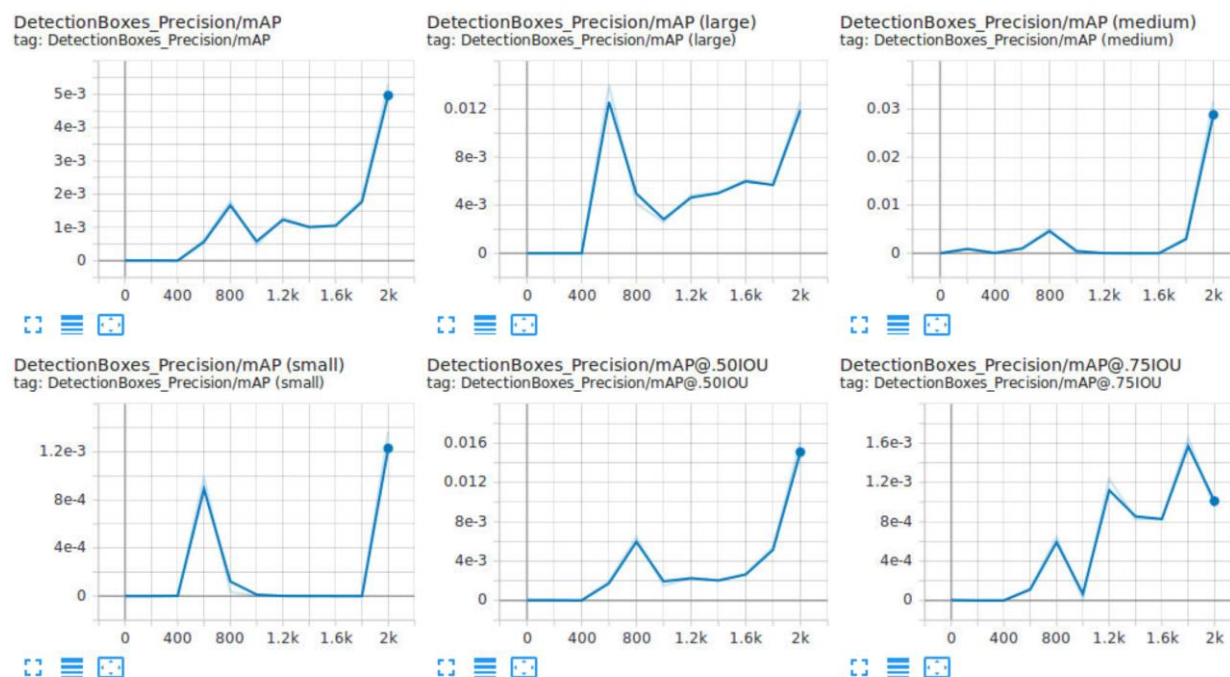 DetectionBoxes_Precision/mAP
tag: DetectionBoxes_Precision/mAP
5e-3
4e-3
3e-3
2e-3
1e-3
0
0 400 800 1.2k 1.6k 2k
DetectionBoxes_Precision/mAP (large)
tag: DetectionBoxes_Precision/mAP (large)
0.012
8e-3
4e-3
0
0 400 800 1.2k 1.6k 2k
DetectionBoxes_Precision/mAP (medium)
tag: DetectionBoxes_Precision/mAP (medium)
0.03
0.02
0.01
0
0 400 800 1.2k 1.6k 2k
DetectionBoxes_Precision/mAP (small)
tag: DetectionBoxes_Precision/mAP (small)
1.2e-3
8e-4
4e-4
0
0 400 800 1.2k 1.6k 2k
DetectionBoxes_Precision/mAP@.50IOU
tag: DetectionBoxes_Precision/mAP@.50IOU
0.016
0.012
8e-3
4e-3
0
0 400 800 1.2k 1.6k 2k
DetectionBoxes_Precision/mAP@.75IOU
tag: DetectionBoxes_Precision/mAP@.75IOU
1.6e-3
1.2e-3
8e-4
4e-4
0
0 400 800 1.2k 1.6k 2k